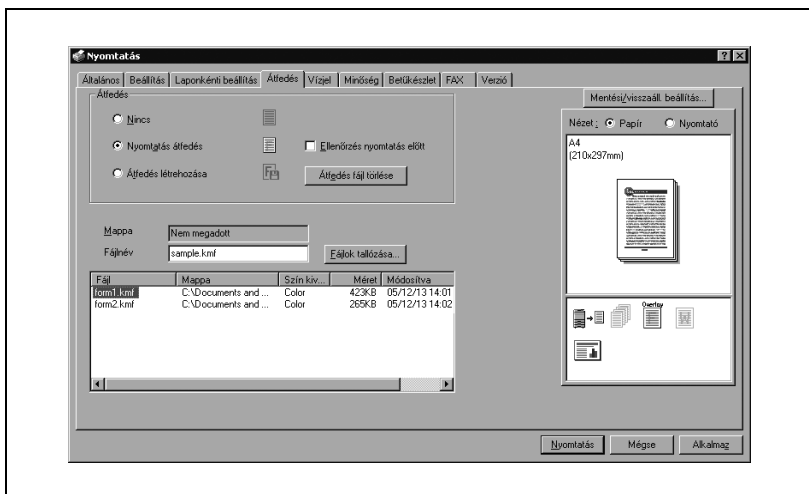 Nyomtatás
Általános Beállítás Laponkénti beállítás Átfedés Vízjel Minőség Betűkészlet FAX Verzió
Átfedés
Nincs
Nyomtatás átfedés
Ellenőrzés nyomtatás előtt
Átfedés létrehozása
Átfedés fájl törlése
Mappa
Nem megadott
Fájlnév
sample.kmf
Fájlok tallózása...
Fájl Mappa Szín kiv... Méret Módosítva
form1.kmf C:\Documents and ... Color 423KB 05/12/13 14:01
form2.kmf C:\Documents and ... Color 265KB 05/12/13 14:02
Mentési/visszaáll. beállítás...
Nézet: Papír Nyomtató
A4
(210x297mm)
Overlay
Nyomtatás Mégse Alkalmaz